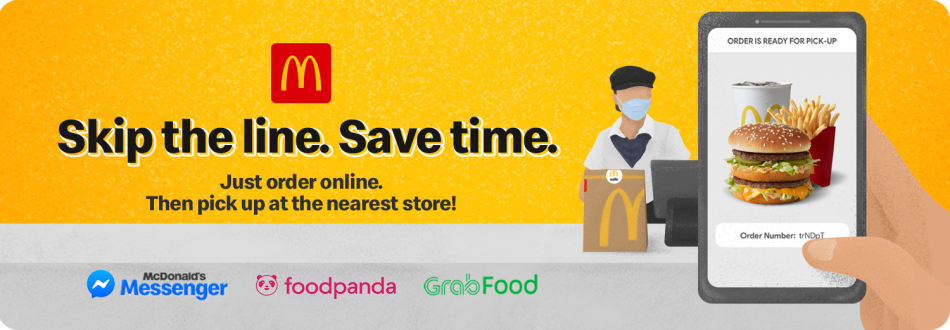 Skip the line. Save time.
Just order online.
Then pick up at the nearest store!
McDonald's
Messenger
foodpanda
GrabFood
ORDER IS READY FOR PICK-UP
Order Number: trNDpT